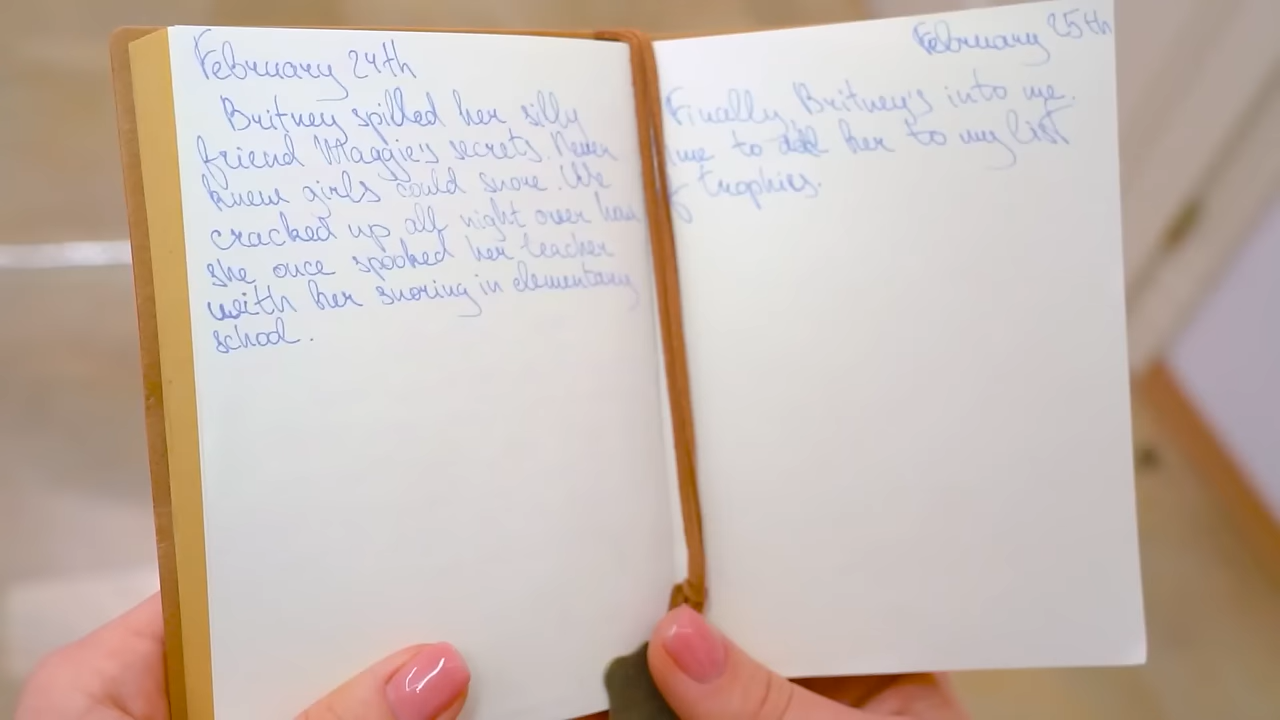 February 24th
Britney spilled her silly
friend Maggie's secrets. Never
knew girls could snore. We
cracked up all night over how
she once spooked her teacher
with her snoring in elementary
school.
February 25th
Finally, Britney's into me.
to her to my list
trophies.